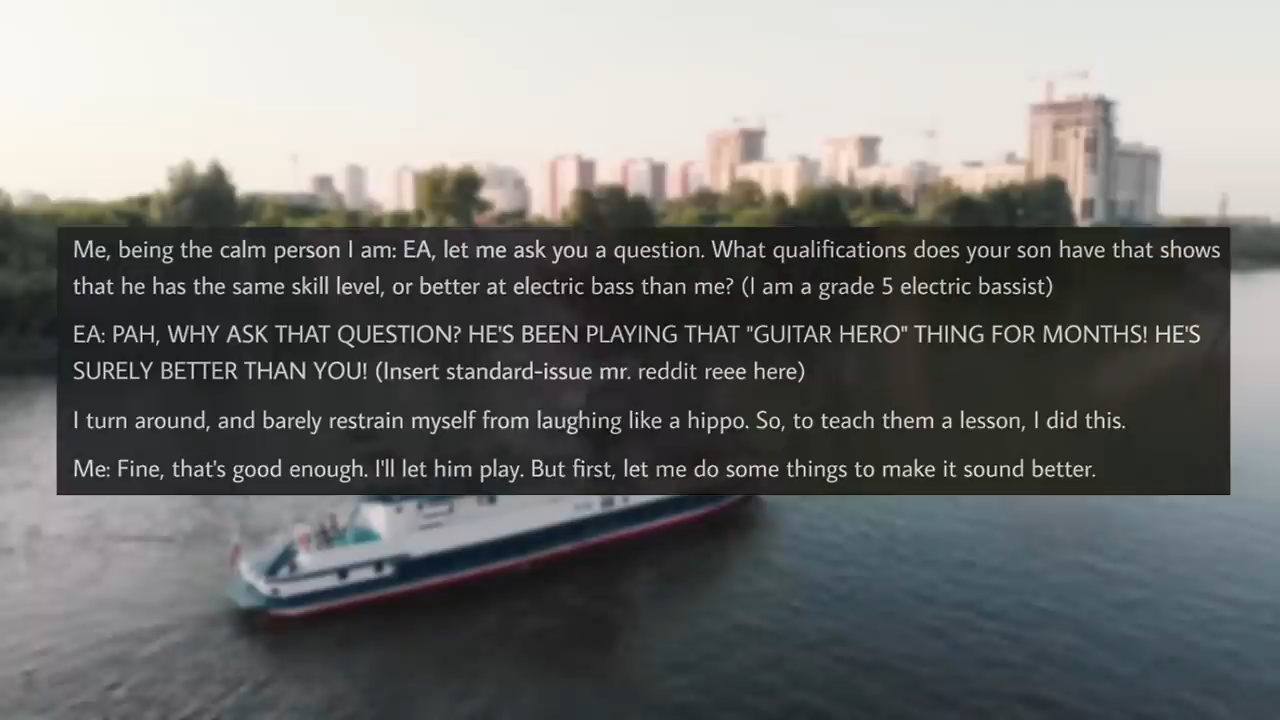 Me, being the calm person I am: EA, let me ask you a question. What qualifications does your son have that shows
that he has the same skill level, or better at electric bass than me? (I am a grade 5 electric bassist)
EA: PAH, WHY ASK THAT QUESTION? HE'S BEEN PLAYING THAT "GUITAR HERO" THING FOR MONTHS! HE'S
SURELY BETTER THAN YOU! (Insert standard-issue mr. reddit reee here)
I turn around, and barely restrain myself from laughing like a hippo. So, to teach them a lesson, I did this.
Me: Fine, that's good enough. I'll let him play. But first, let me do some things to make it sound better.